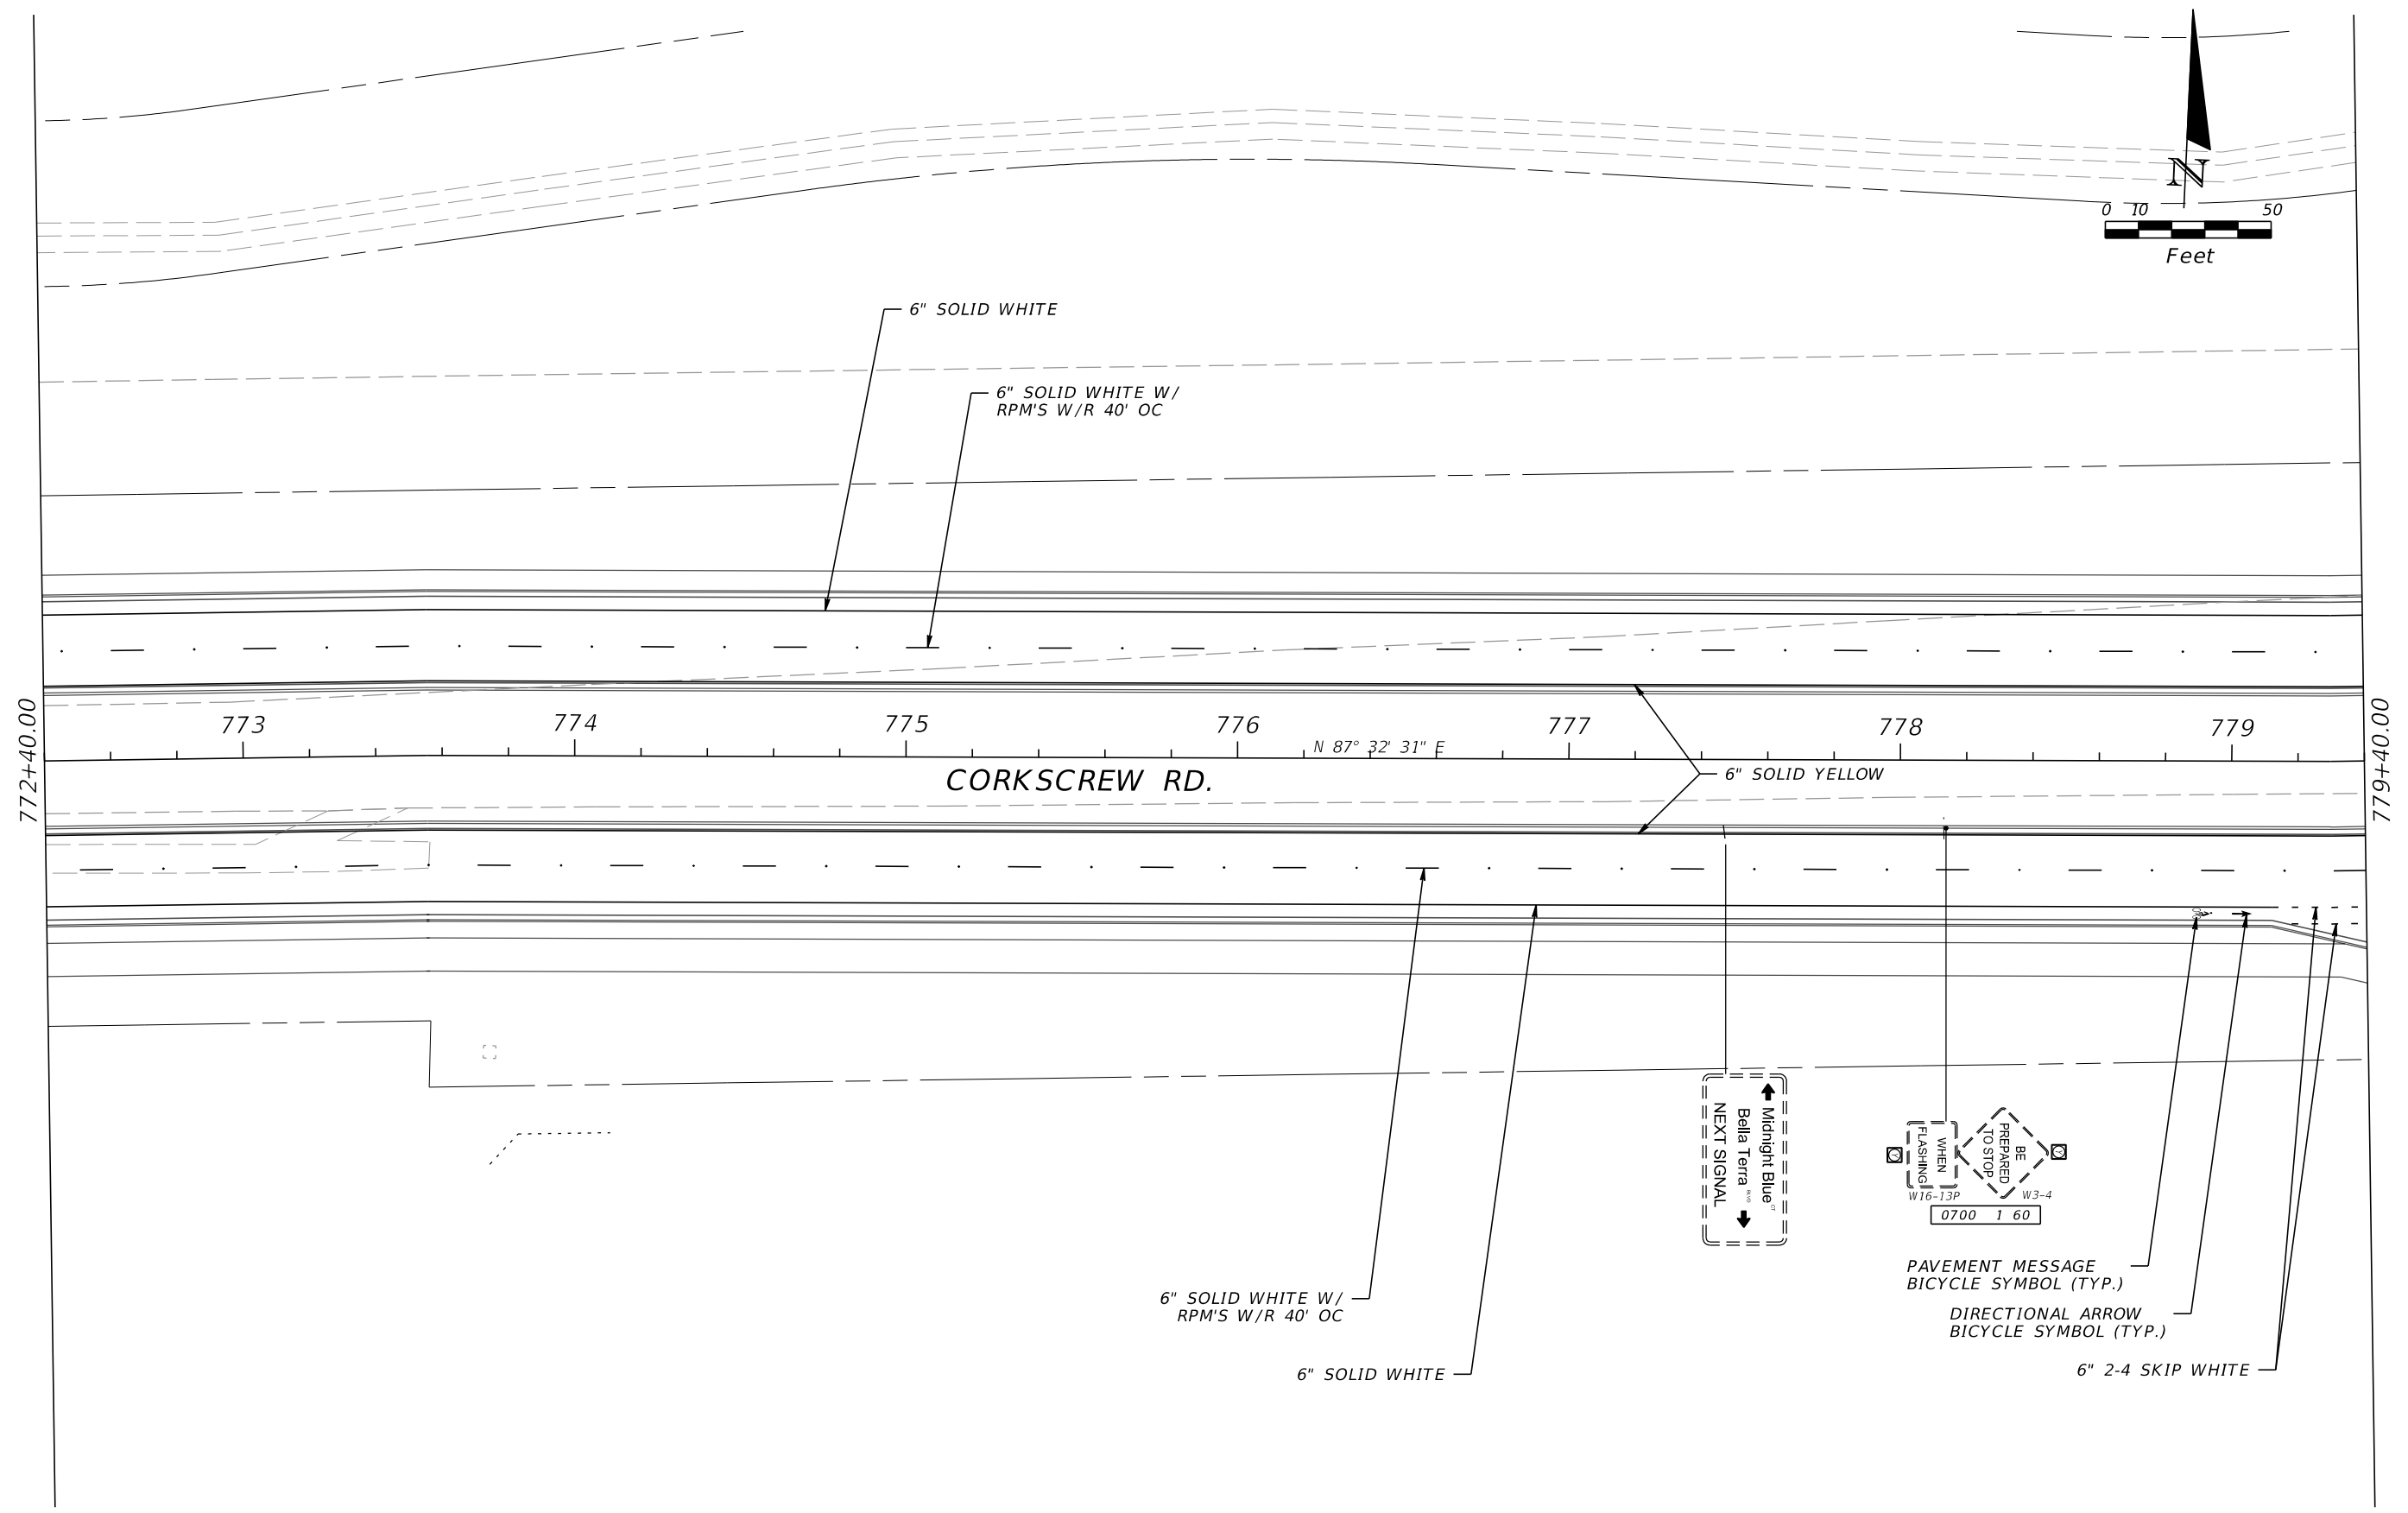 N
0 10 50
Feet
6" SOLID WHITE
6" SOLID WHITE W/
RPM'S W/R 40' OC
772+40.00
773
774
775
776
777
778
779
779+40.00
N 87° 32' 31" E
CORKSCREW RD.
6" SOLID YELLOW
Midnight Blue CT
Bella Terra BLVD
NEXT SIGNAL
BE
PREPARED
TO STOP
WHEN
FLASHING
Y
Y
W16-13P
W3-4
0700 1 60
PAVEMENT MESSAGE
BICYCLE SYMBOL (TYP.)
DIRECTIONAL ARROW
BICYCLE SYMBOL (TYP.)
6" 2-4 SKIP WHITE
6" SOLID WHITE W/
RPM'S W/R 40' OC
6" SOLID WHITE